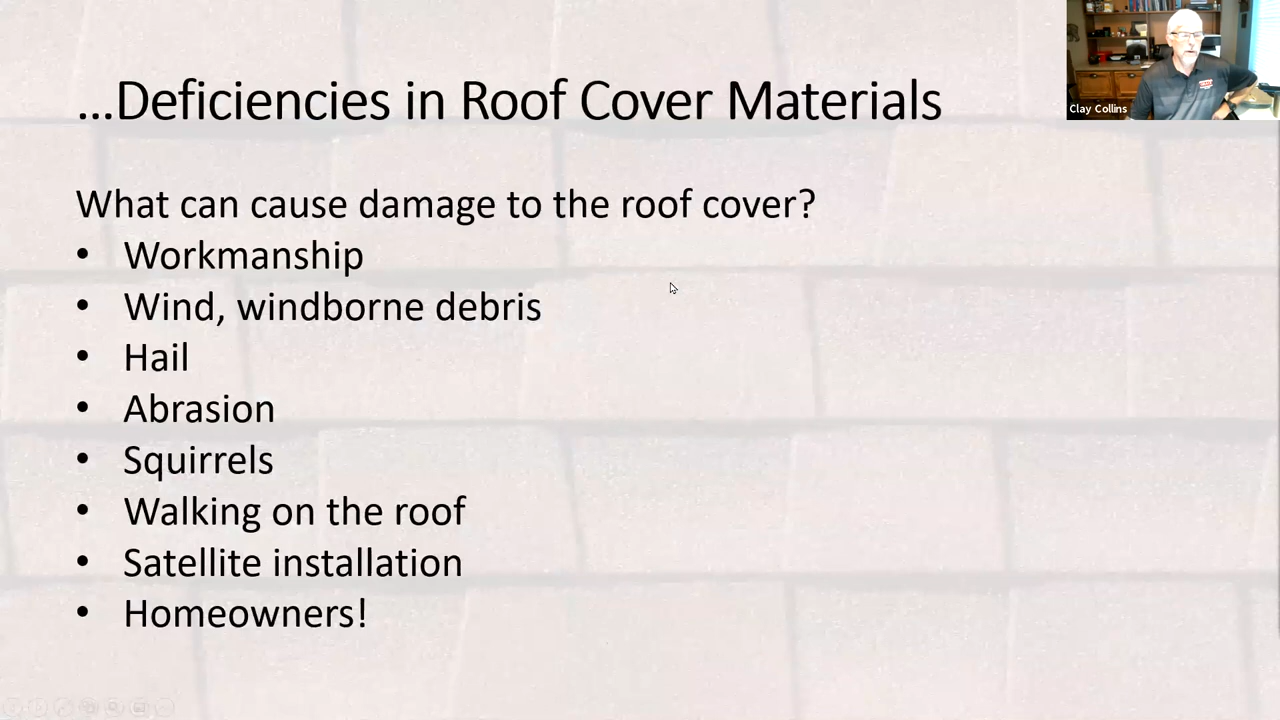 ...Deficiencies in Roof Cover Materials
Clay Collins
What can cause damage to the roof cover?
• Workmanship
• Wind, windborne debris
• Hail
• Abrasion
• Squirrels
• Walking on the roof
• Satellite installation
• Homeowners!